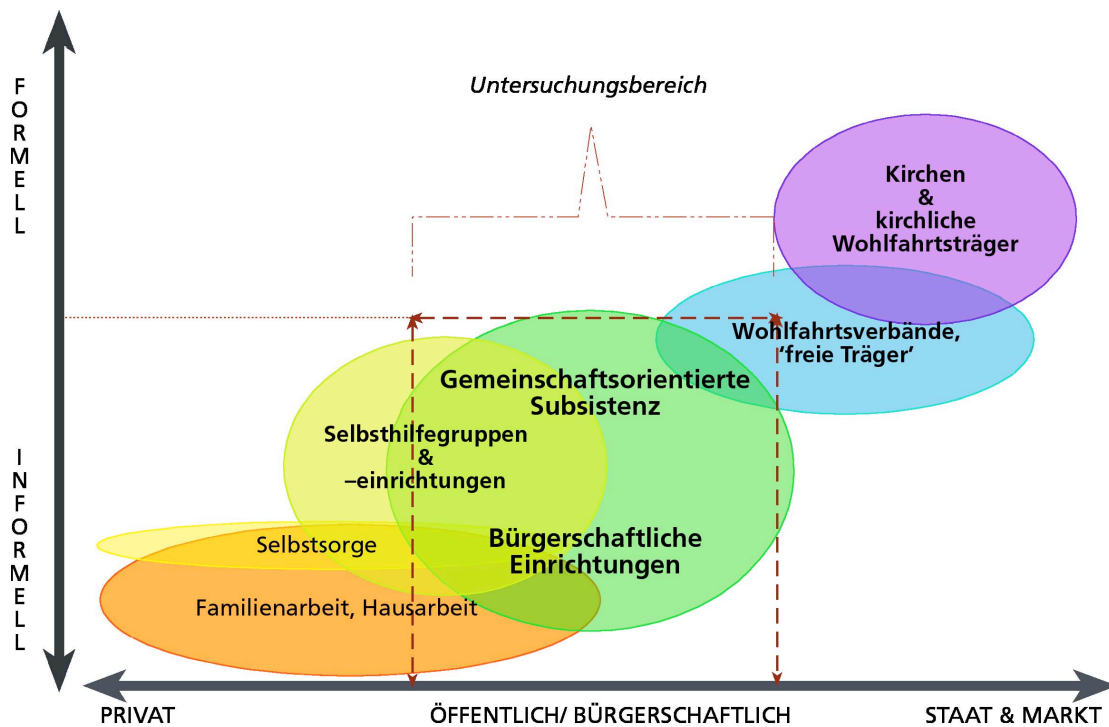 FORMELL
INFORMELL
Untersuchungsbereich
Kirchen
&
kirchliche
Wohlfahrtsträger
Wohlfahrtsverbände,
‘freie Träger’
Gemeinschaftsorientierte
Subsistenz
Selbsthilfegruppen
&
–einrichtungen
Bürgerschaftliche
Einrichtungen
Selbstsorge
Familienarbeit, Hausarbeit
PRIVAT
ÖFFENTLICH/ BÜRGERSCHAFTLICH
STAAT & MARKT